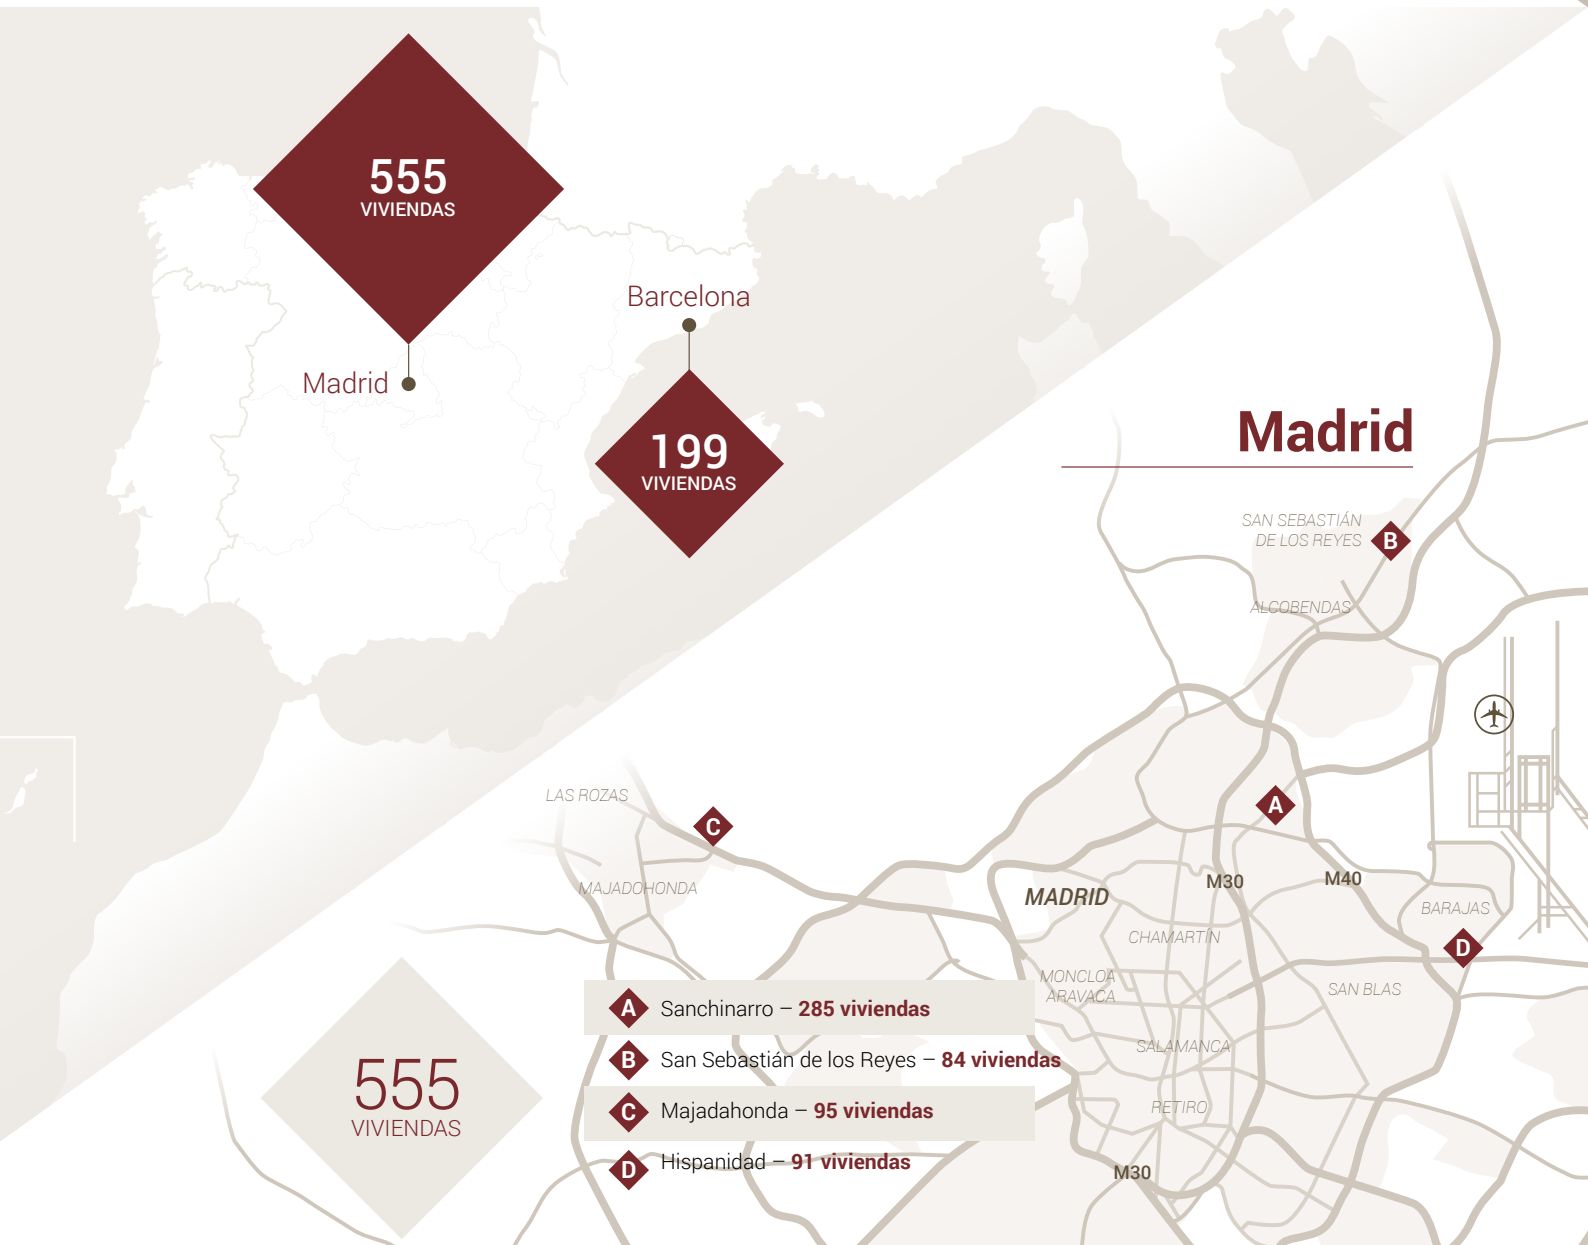 555
VIVIENDAS
Barcelona
Madrid
199
VIVIENDAS
Madrid
SAN SEBASTIÁN
DE LOS REYES
B
ALCOBENDAS
LAS ROZAS
C
A
MAJADOHONDA
MADRID
M30
M40
BARAJAS
CHAMARTÍN
D
MONCLOA
ARAVACA
SAN BLAS
SALAMANCA
RETIRO
M30
555
VIVIENDAS
A Sanchinarro – 285 viviendas
B San Sebastián de los Reyes – 84 viviendas
C Majadahonda – 95 viviendas
D Hispanidad – 91 viviendas